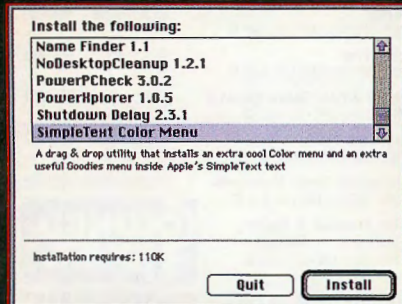 Install the following:
Name Finder 1.1
NoDesktopCleanup 1.2.1
PowerPCheck 3.0.2
PowerXplorer 1.0.5
Shutdown Delay 2.3.1
SimpleText Color Menu
A drag & drop utility that installs an extra cool Color menu and an extra
useful Goodies menu inside Apple's SimpleText text
Installation requires: 110K
Quit
Install